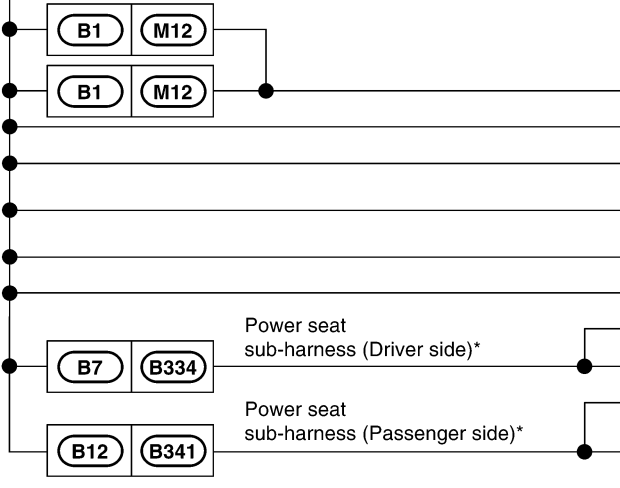 B1 M12
B1 M12
Power seat
sub-harness (Driver side)*
B7 B334
Power seat
sub-harness (Passenger side)*
B12 B341